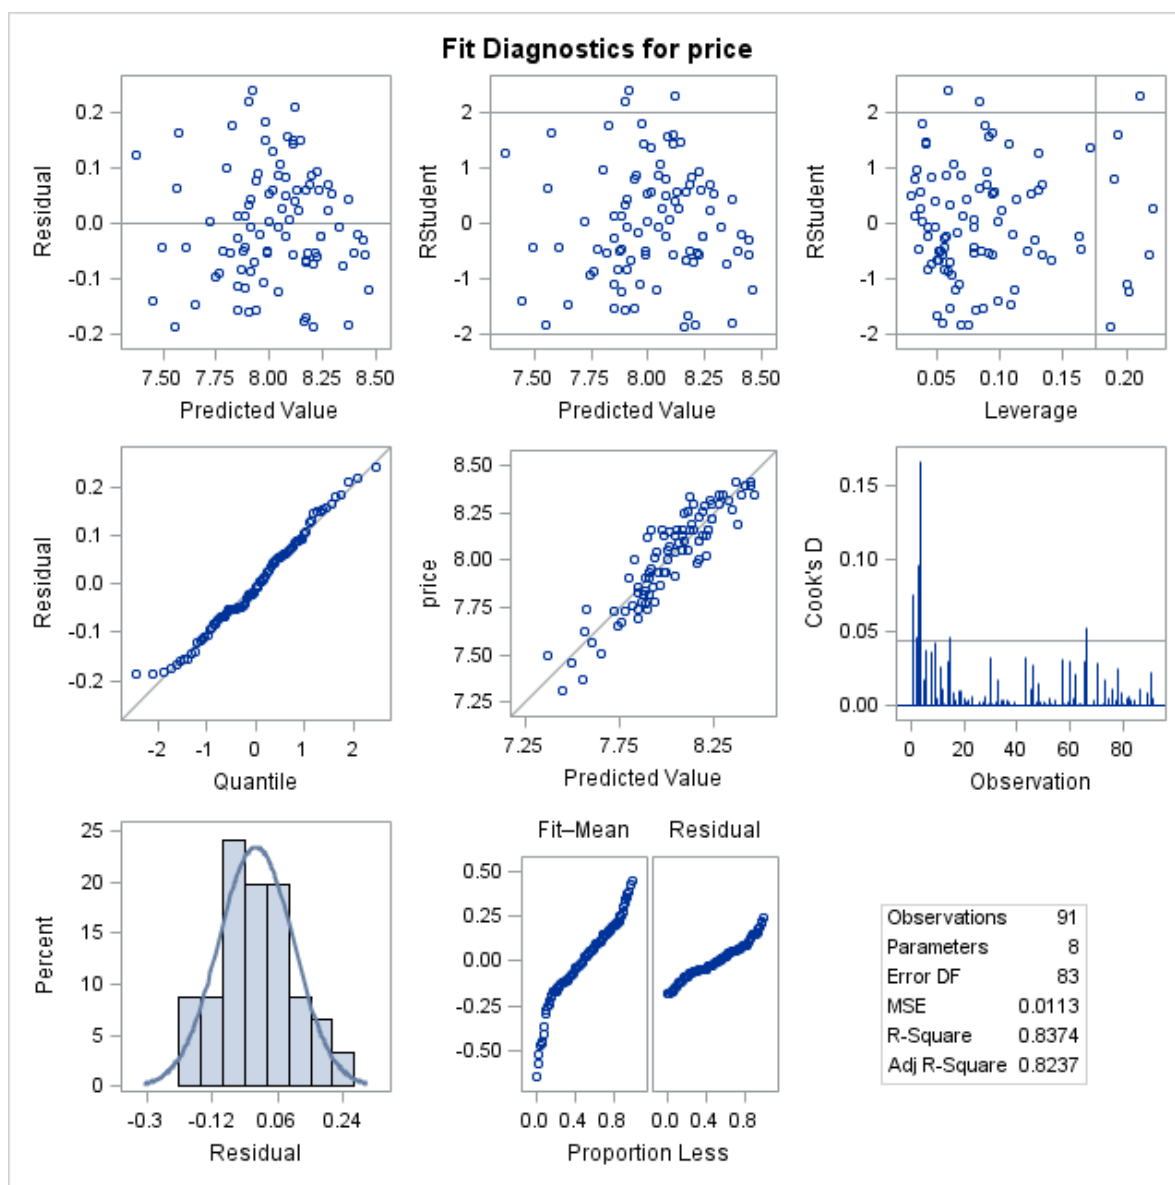 Fit Diagnostics for price
Residual
0.2
0.1
0.0
-0.1
-0.2
7.50 7.75 8.00 8.25 8.50
Predicted Value
RStudent
2
1
0
-1
-2
7.50 7.75 8.00 8.25 8.50
Predicted Value
RStudent
2
1
0
-1
-2
0.05 0.10 0.15 0.20
Leverage
Residual
0.2
0.1
0.0
-0.1
-0.2
-2 -1 0 1 2
Quantile
price
8.50
8.25
8.00
7.75
7.50
7.25
7.25 7.75 8.25
Predicted Value
Cook's D
0.15
0.10
0.05
0.00
0 20 40 60 80
Observation
Percent
25
20
15
10
5
0
-0.3 -0.12 0.06 0.24
Residual
Fit–Mean Residual
0.50
0.25
0.00
-0.25
-0.50
0.0 0.4 0.8 0.0 0.4 0.8
Proportion Less
Observations 91
Parameters 8
Error DF 83
MSE 0.0113
R-Square 0.8374
Adj R-Square 0.8237